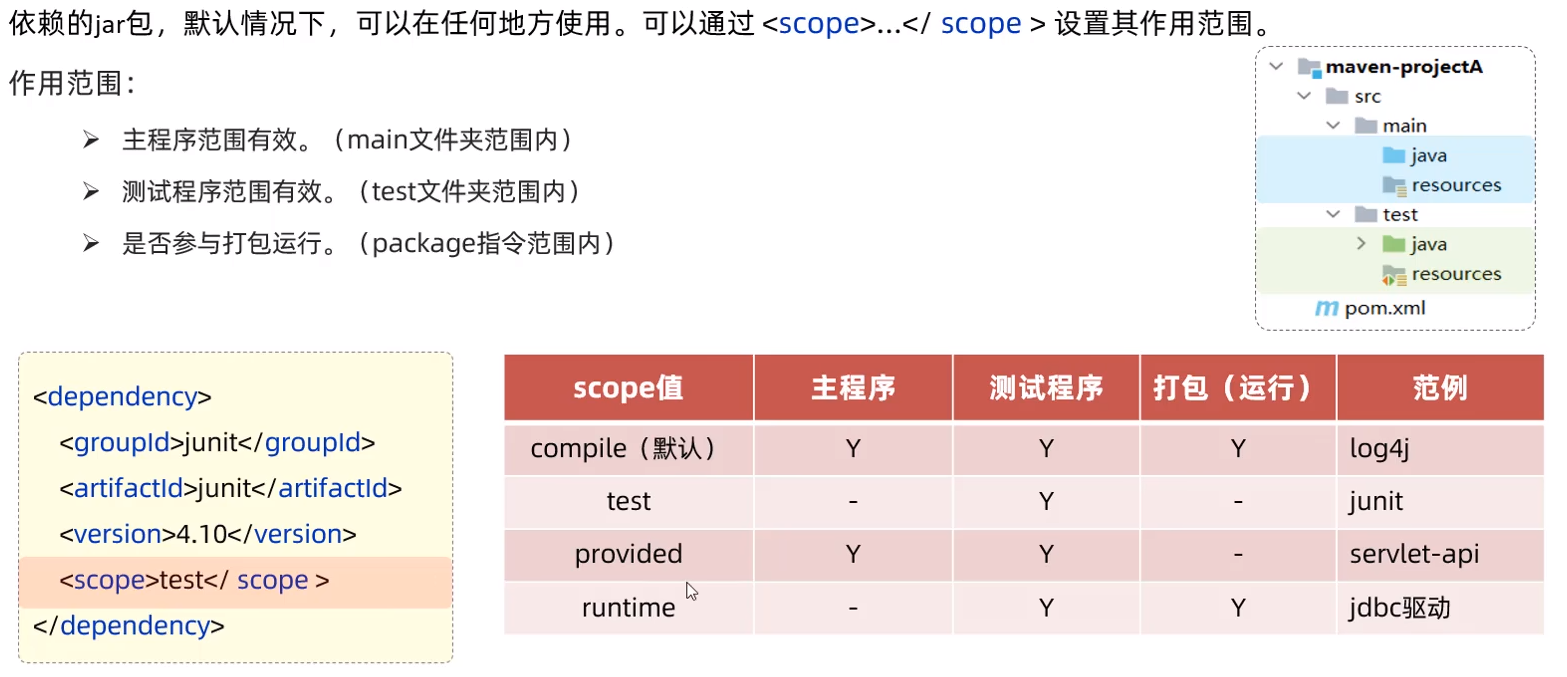 依赖的jar包，默认情况下，可以在任何地方使用。可以通过 <scope>...</ scope > 设置其作用范围。
作用范围：
➢ 主程序范围有效。（main文件夹范围内）
➢ 测试程序范围有效。（test文件夹范围内）
➢ 是否参与打包运行。（package指令范围内）
maven-projectA
src
main
java
resources
test
java
resources
m pom.xml
<dependency>
<groupId>junit</groupId>
<artifactId>junit</artifactId>
<version>4.10</version>
<scope>test</ scope >
</dependency>
scope值 主程序 测试程序 打包（运行） 范例
compile（默认） Y Y Y log4j
test - Y - junit
provided Y Y - servlet-api
runtime - Y Y jdbc驱动